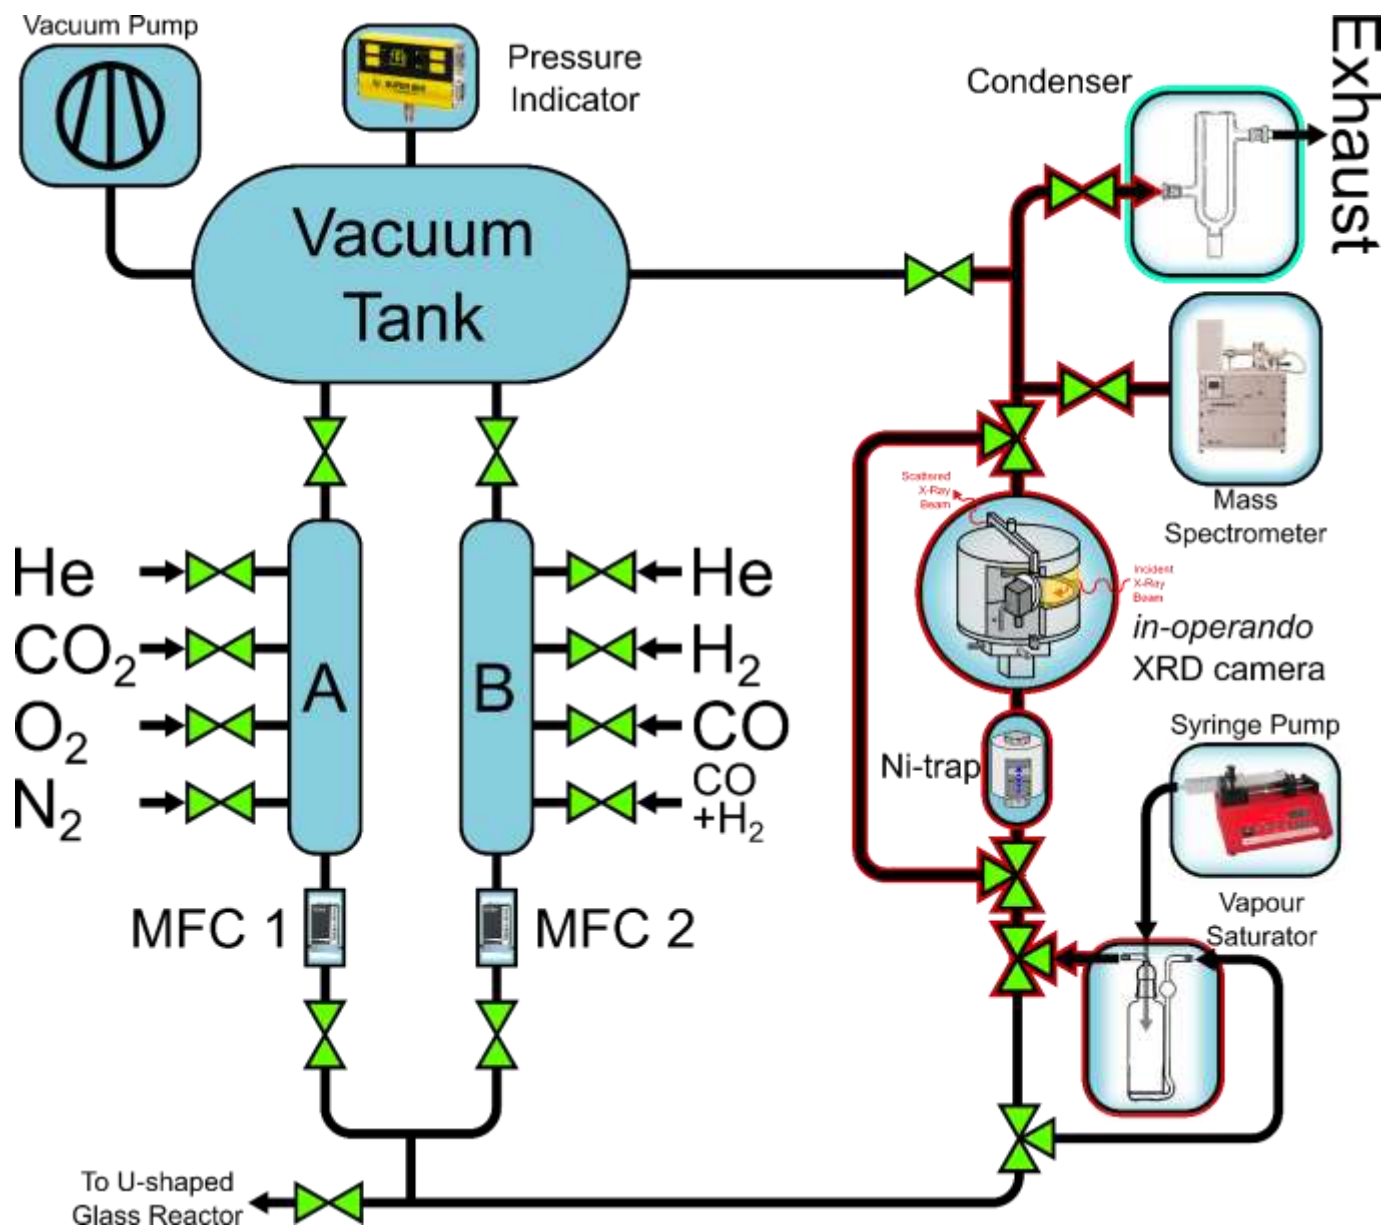 Vacuum Pump
Pressure
Indicator
Condenser
Exhaust
Vacuum
Tank
Mass
Spectrometer
Scattered
X-Ray
Beam
Incident
X-Ray
Beam
in-operando
XRD camera
He
CO2
O2
N2
A
B
He
H2
CO
CO
+H2
Ni-trap
Syringe Pump
Vapour
Saturator
MFC 1
MFC 2
To U-shaped
Glass Reactor